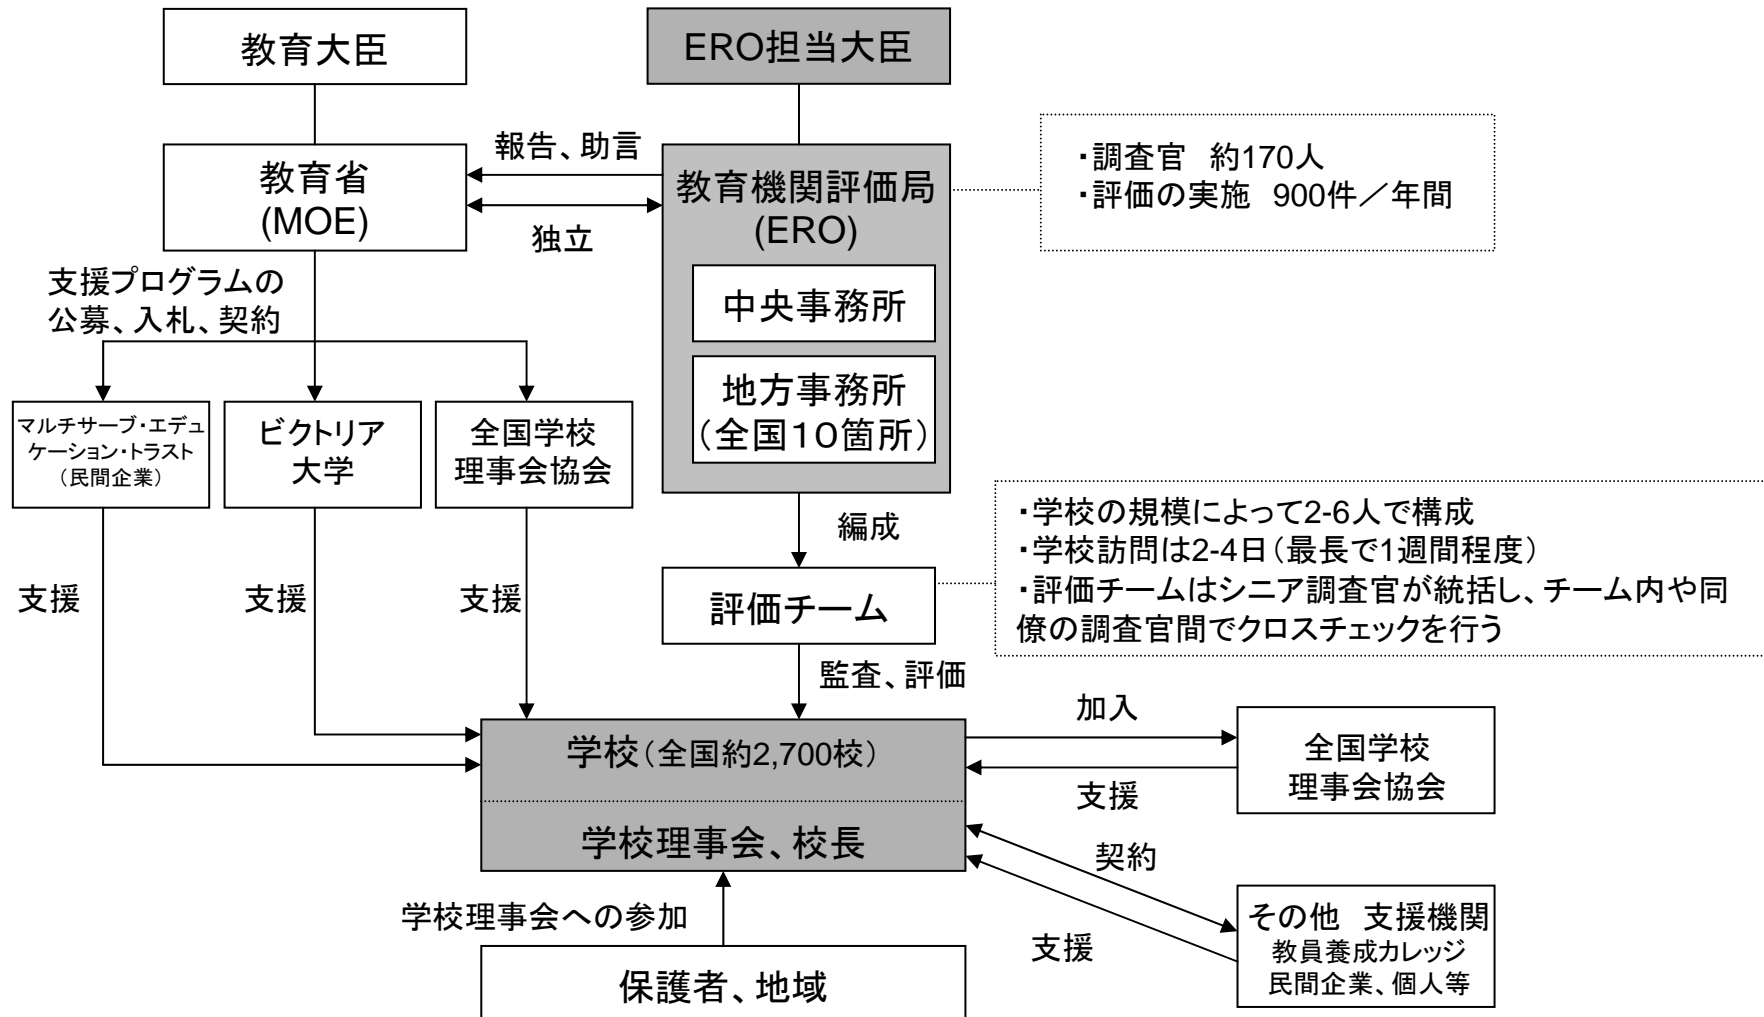 教育大臣
ERO担当大臣
報告、助言
教育省
(MOE)
独立
教育機関評価局
(ERO)
中央事務所
地方事務所
(全国10箇所)
・調査官　約170人
・評価の実施　900件／年間
支援プログラムの
公募、入札、契約
マルチサーブ・エデュ
ケーション・トラスト
(民間企業)
ビクトリア
大学
全国学校
理事会協会
編成
・学校の規模によって2-6人で構成
・学校訪問は2-4日(最長で1週間程度)
・評価チームはシニア調査官が統括し、チーム内や同
僚の調査官間でクロスチェックを行う
支援
支援
支援
評価チーム
監査、評価
学校(全国約2,700校)
学校理事会、校長
加入
支援
全国学校
理事会協会
契約
支援
その他　支援機関
教員養成カレッジ
民間企業、個人等
学校理事会への参加
保護者、地域